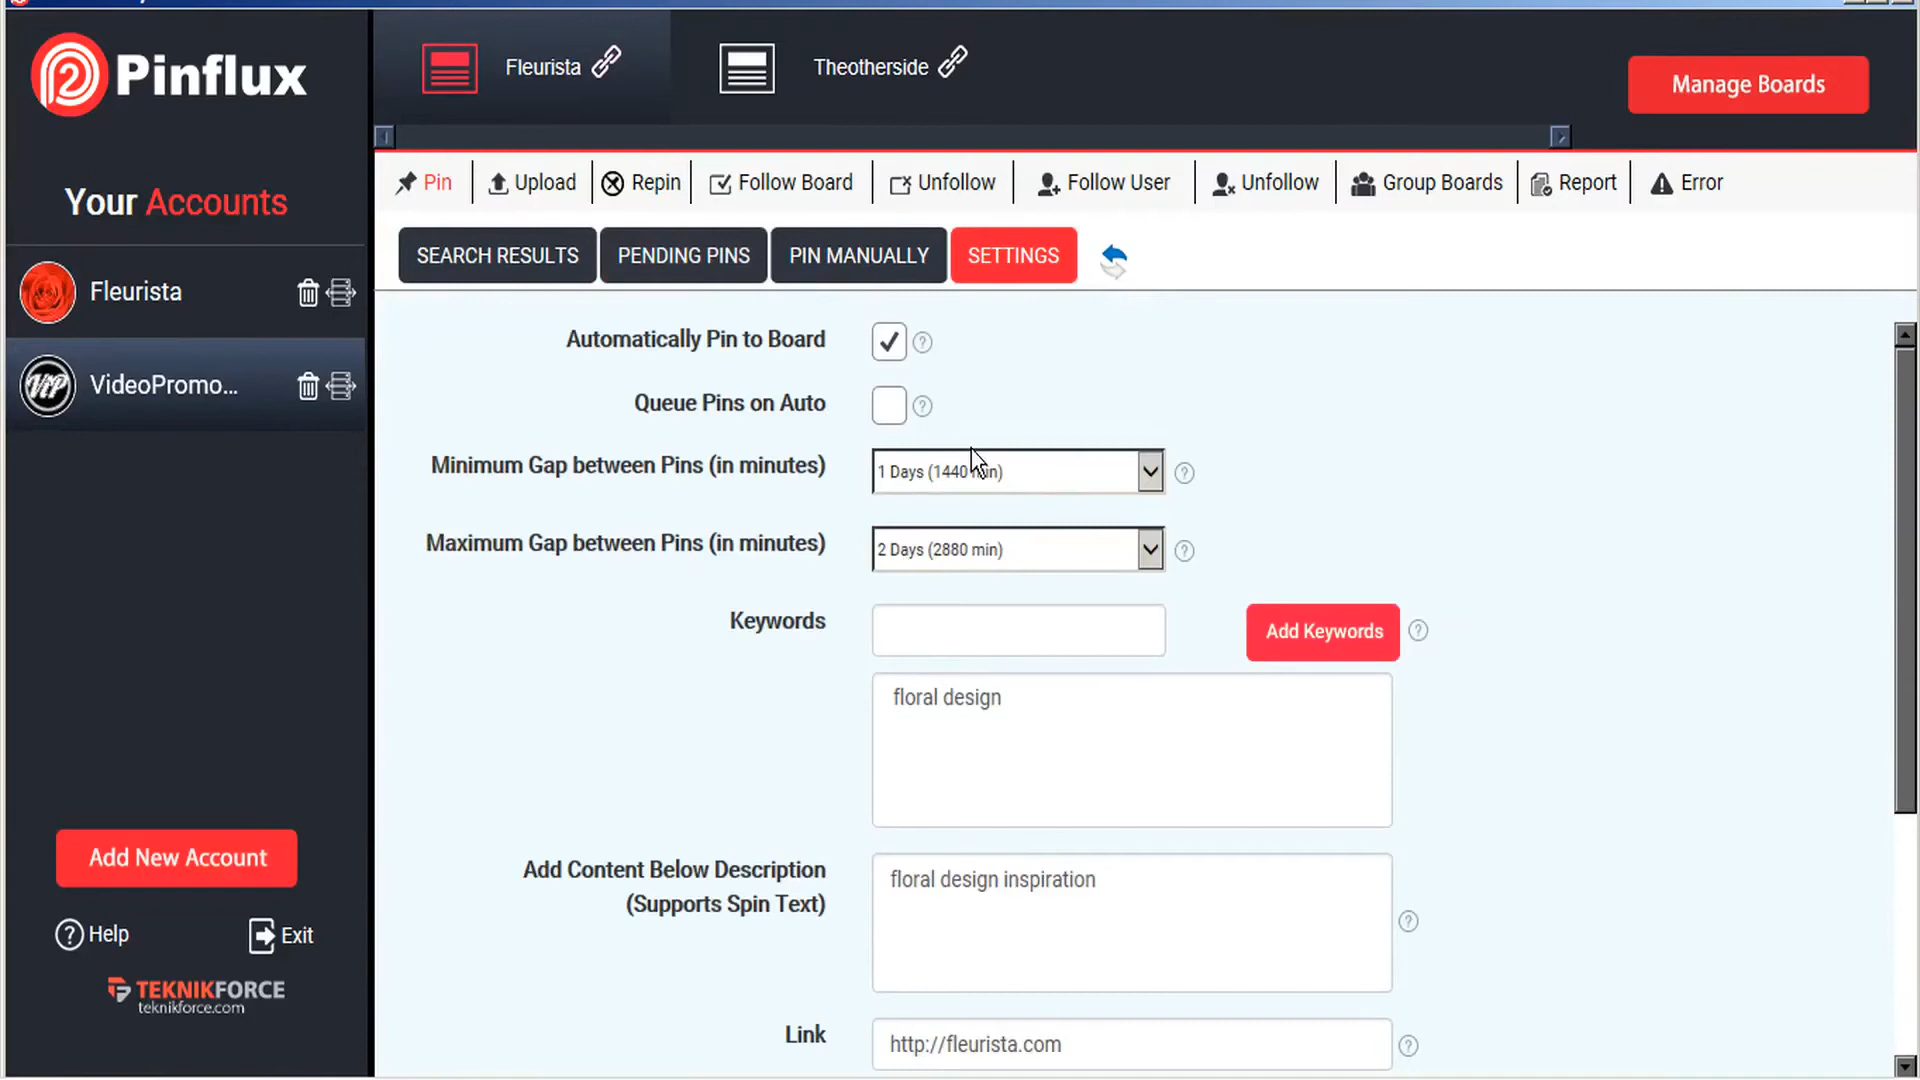 Pinflux
Fleurista
Theotherside
Manage Boards
Your Accounts
Pin
Upload
Repin
Follow Board
Unfollow
Follow User
Unfollow
Group Boards
Report
Error
SEARCH RESULTS
PENDING PINS
PIN MANUALLY
SETTINGS
Fleurista
VIP
VideoPromo...
Automatically Pin to Board
?
Queue Pins on Auto
?
Minimum Gap between Pins (in minutes)
1 Days (1440 min)
?
Maximum Gap between Pins (in minutes)
2 Days (2880 min)
?
Keywords
Add Keywords
?
floral design
Add Content Below Description
(Supports Spin Text)
floral design inspiration
?
Link
http://fleurista.com
?
Add New Account
? Help
Exit
TEKNIKFORCE
teknikforce.com